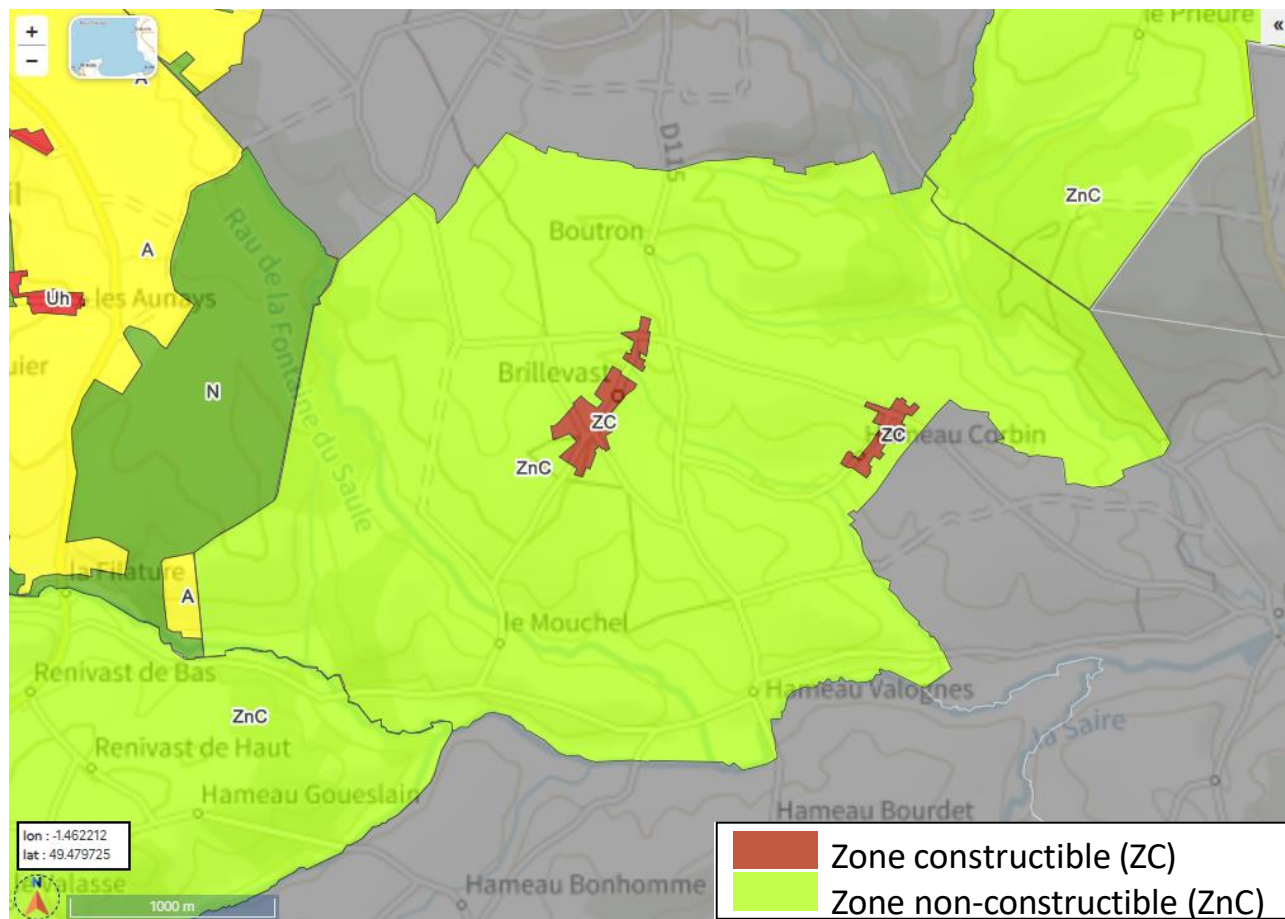 +
−
le Prieuré
«
A
D115
ZnC
Boutron
A
Rau de la Fontaine du Saule
Uh
les Aunays
Brillevast
N
ZC
ZC
Hameau Corbin
ZnC
la Filature
A
le Mouchel
Renivast de Bas
Hameau Valognes
ZnC
la Saire
Renivast de Haut
Hameau Goueslain
Hameau Bourdet
lon : -1.462212
lat : 49.479725
Zone constructible (ZC)
N
Valasse
Hameau Bonhomme
Zone non-constructible (ZnC)
1000 m